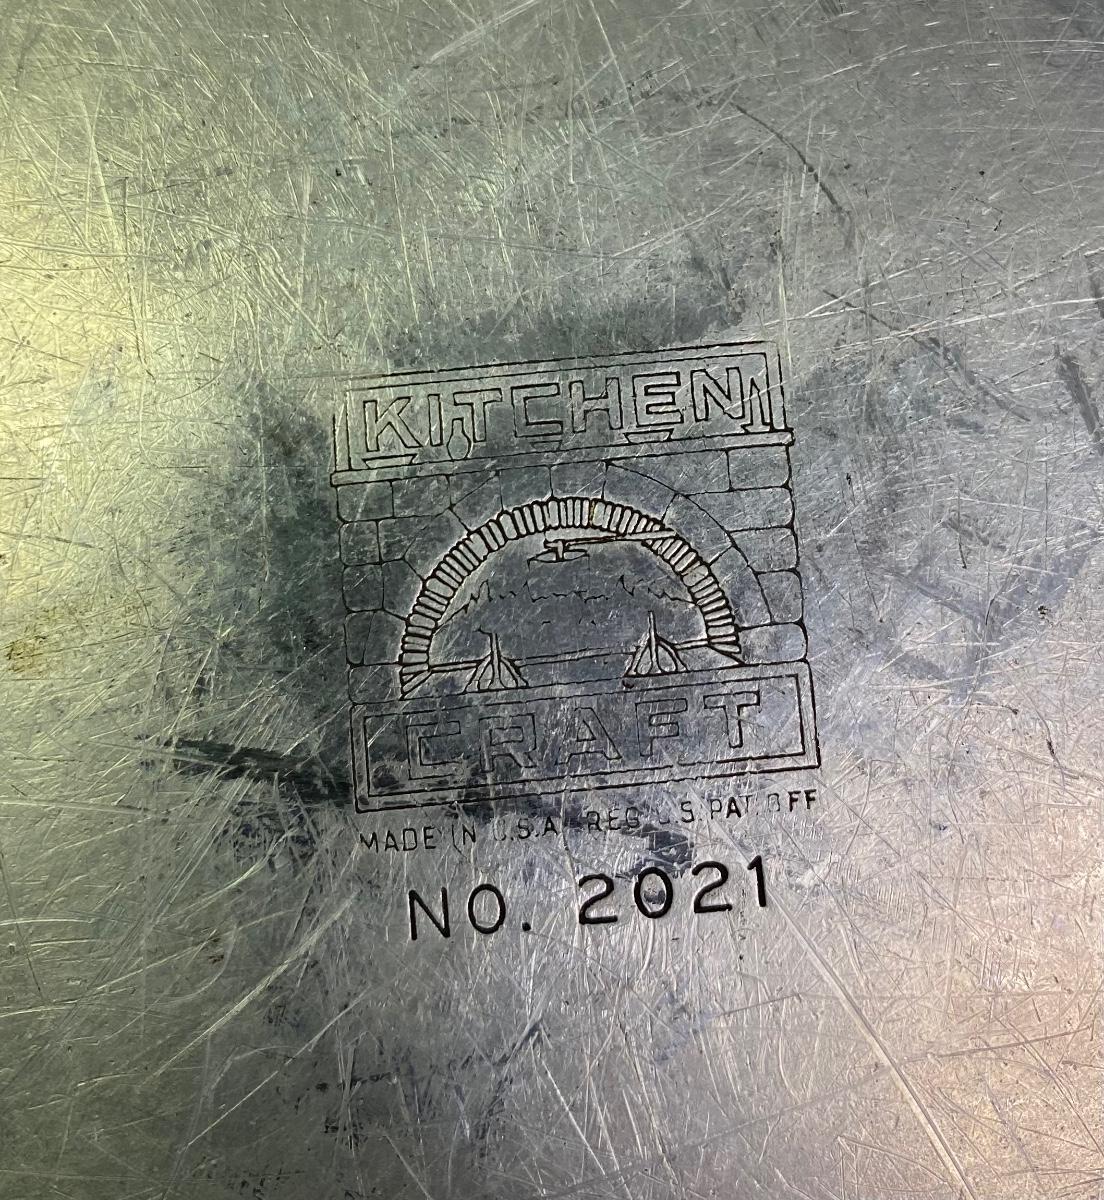 KITCHEN
CRAFT
MADE IN U.S.A. REG U.S. PAT. OFF
NO. 2021